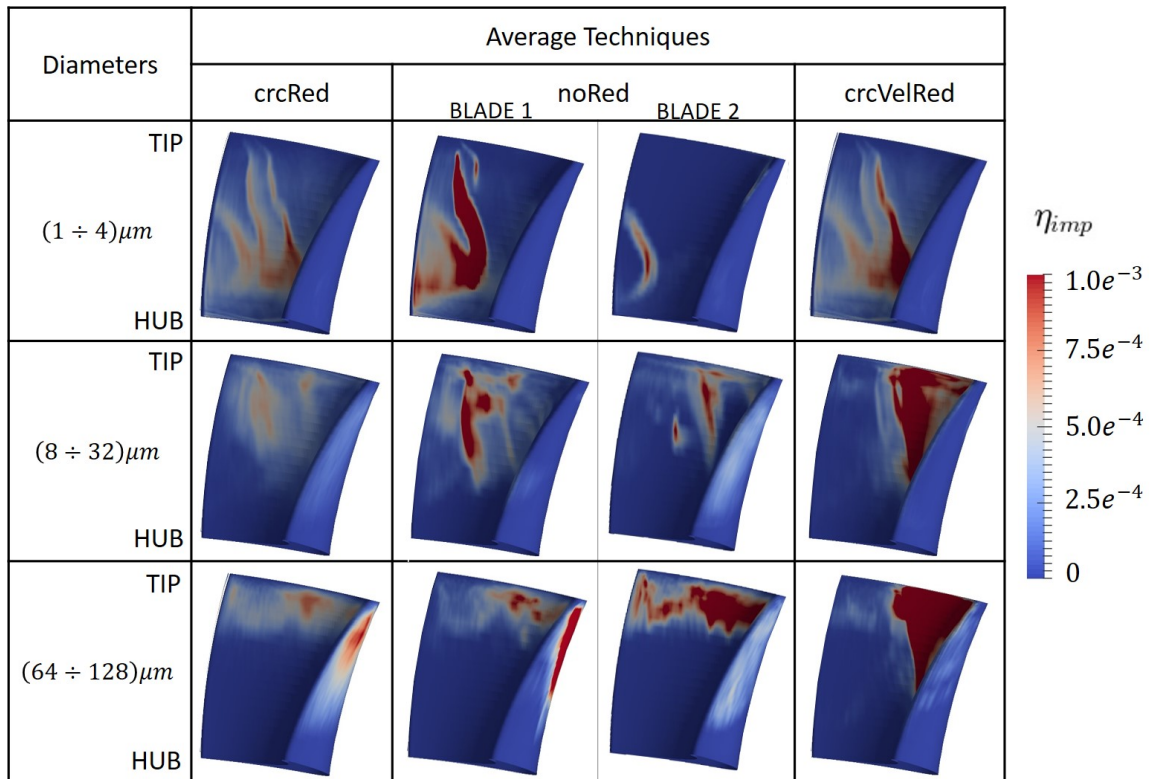 Average Techniques
Diameters
crcRed
noRed
crcVelRed
BLADE 1
BLADE 2
TIP
(1 ÷ 4)μm
HUB
TIP
(8 ÷ 32)μm
HUB
TIP
(64 ÷ 128)μm
HUB
η_imp
1.0e⁻³
7.5e⁻⁴
5.0e⁻⁴
2.5e⁻⁴
0